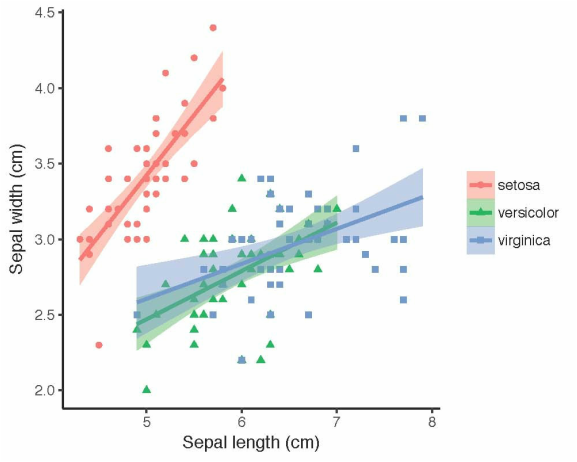 4.5
4.0
3.5
3.0
2.5
2.0
Sepal width (cm)
5 6 7 8
Sepal length (cm)
setosa
versicolor
virginica